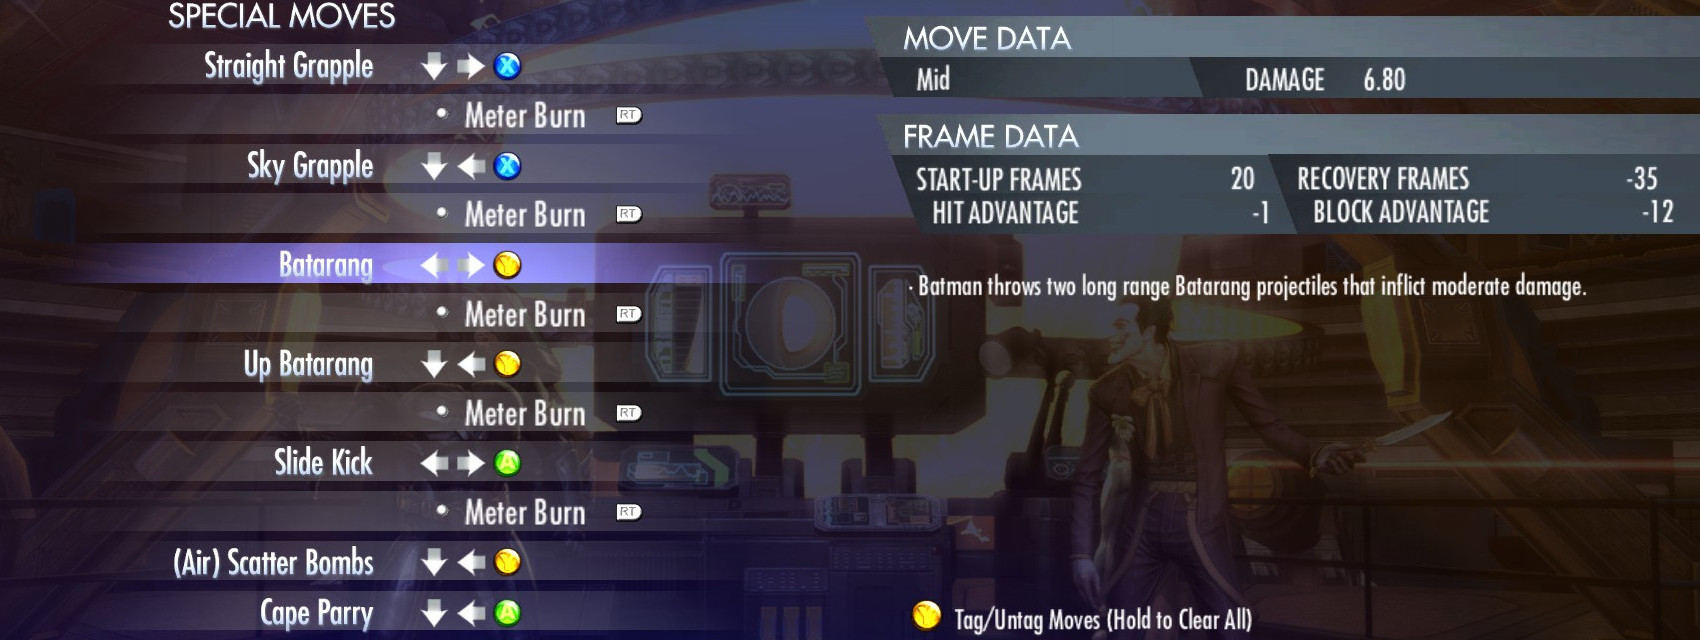 SPECIAL MOVES
Straight Grapple X
Meter Burn RT
Sky Grapple X
Meter Burn RT
Batarang Y
Meter Burn RT
Up Batarang Y
Meter Burn RT
Slide Kick A
Meter Burn RT
(Air) Scatter Bombs Y
Cape Parry A
MOVE DATA
Mid DAMAGE 6.80
FRAME DATA
START-UP FRAMES 20 RECOVERY FRAMES -35
HIT ADVANTAGE -1 BLOCK ADVANTAGE -12
· Batman throws two long range Batarang projectiles that inflict moderate damage.
Y Tag/Untag Moves (Hold to Clear All)